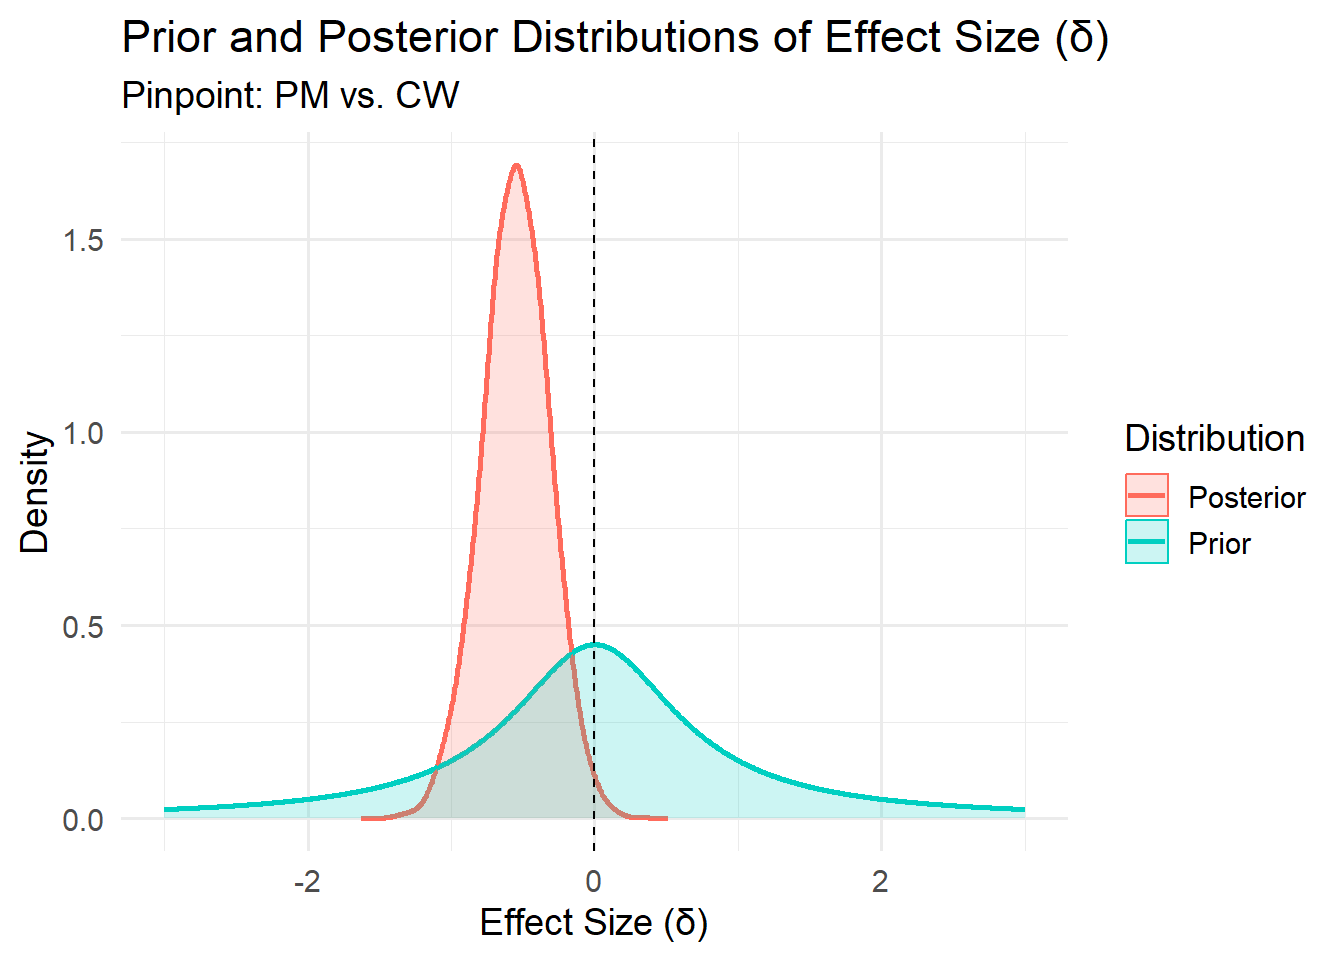 Prior and Posterior Distributions of Effect Size (δ)
Pinpoint: PM vs. CW
1.5
1.0
0.5
0.0
Density
-2
0
2
Effect Size (δ)
Distribution
Posterior
Prior